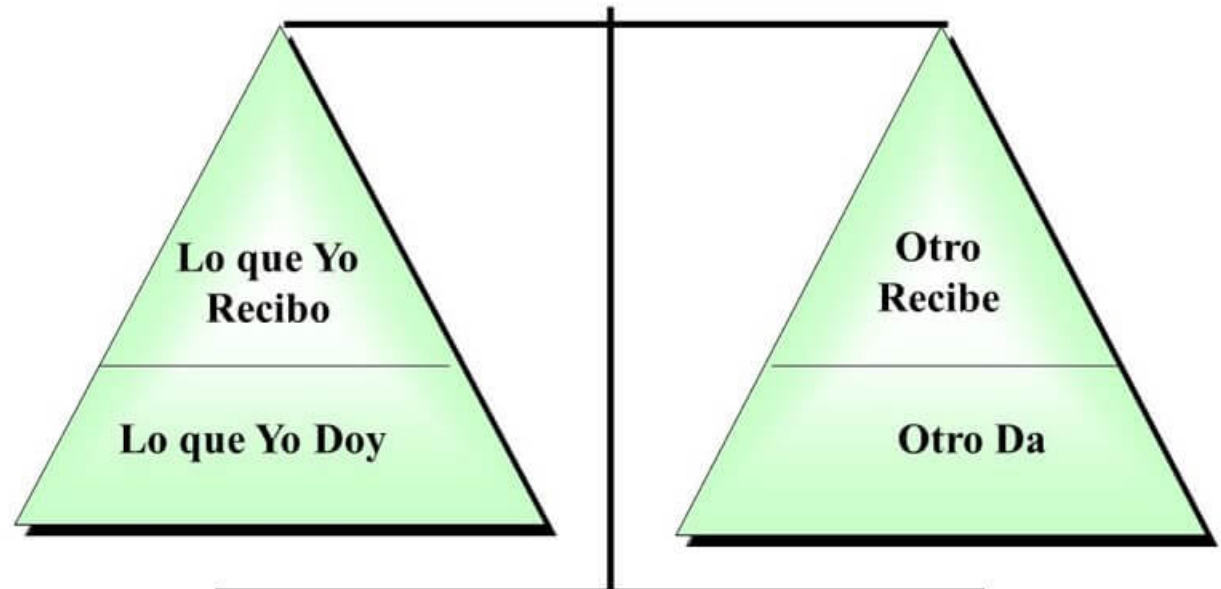 Lo que Yo
Recibo
Lo que Yo Doy
Otro
Recibe
Otro Da